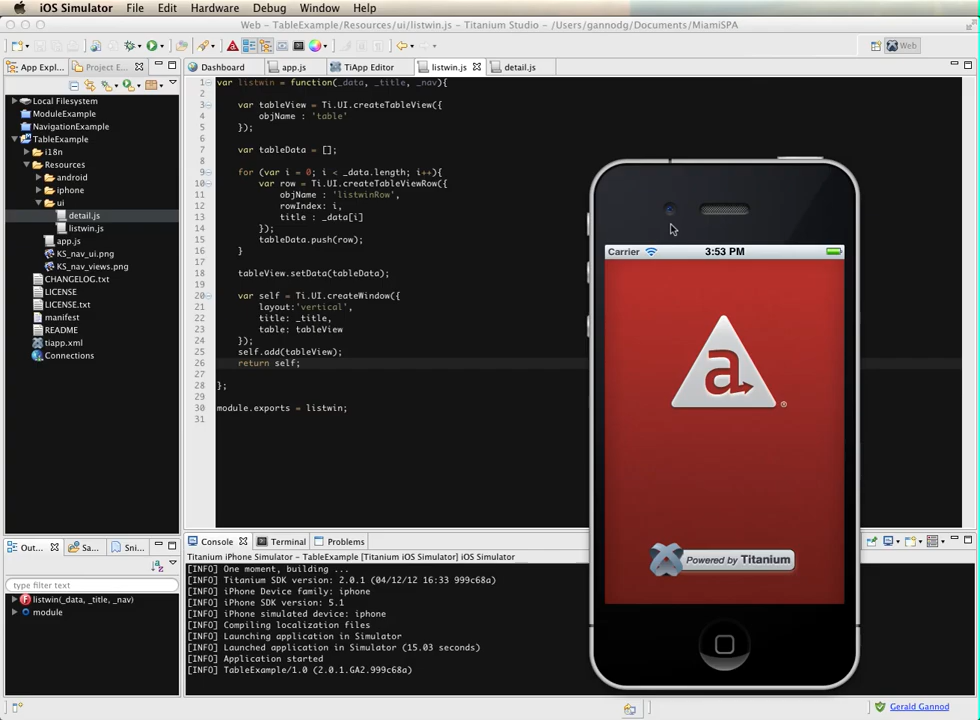 iOS Simulator File Edit Hardware Debug Window Help
Web - TableExample/Resources/ui/listwin.js - Titanium Studio - /Users/gannodg/Documents/MiamiSPA
Web
App Expl...
Project E...
Dashboard
app.js
TiApp Editor
listwin.js
detail.js
Local Filesystem
ModuleExample
NavigationExample
TableExample
i18n
Resources
android
iphone
ui
detail.js
listwin.js
app.js
KS_nav_ui.png
KS_nav_views.png
CHANGELOG.txt
LICENSE
LICENSE.txt
manifest
README
tiapp.xml
Connections
1 var listwin = function(_data, _title, _nav){
2
3 var tableView = Ti.UI.createTableView({
4 objName : 'table'
5 });
6
7 var tableData = [];
8
9 for (var i = 0; i < _data.length; i++){
10 var row = Ti.UI.createTableViewRow({
11 objName : 'listwinRow',
12 rowIndex: i,
13 title : _data[i]
14 });
15 tableData.push(row);
16 }
17
18 tableView.setData(tableData);
19
20 var self = Ti.UI.createWindow({
21 layout:'vertical',
22 title: _title,
23 table: tableView
24 });
25 self.add(tableView);
26 return self;
27
28 };
29
30 module.exports = listwin;
31
Carrier 3:53 PM
a
®
Powered by Titanium
Out...
Sa...
Sni...
type filter text
listwin(_data, _title, _nav)
module
Console
Terminal
Problems
Titanium iPhone Simulator - TableExample [Titanium iOS Simulator] iOS Simulator
[INFO] One moment, building ...
[INFO] Titanium SDK version: 2.0.1 (04/12/12 16:33 999c68a)
[INFO] iPhone Device family: iphone
[INFO] iPhone SDK version: 5.1
[INFO] iPhone simulated device: iphone
[INFO] Compiling localization files
[INFO] Launching application in Simulator
[INFO] Launched application in Simulator (15.03 seconds)
[INFO] Application started
[INFO] TableExample/1.0 (2.0.1.GA2.999c68a)
Gerald Gannod